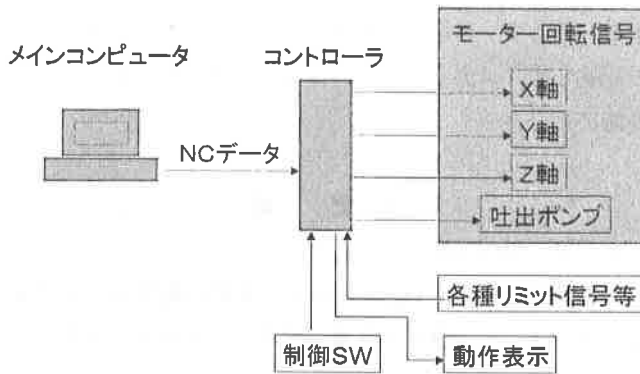 モーター回転信号
メインコンピュータ
コントローラ
X軸
Y軸
NCデータ
Z軸
吐出ポンプ
各種リミット信号等
制御SW
動作表示